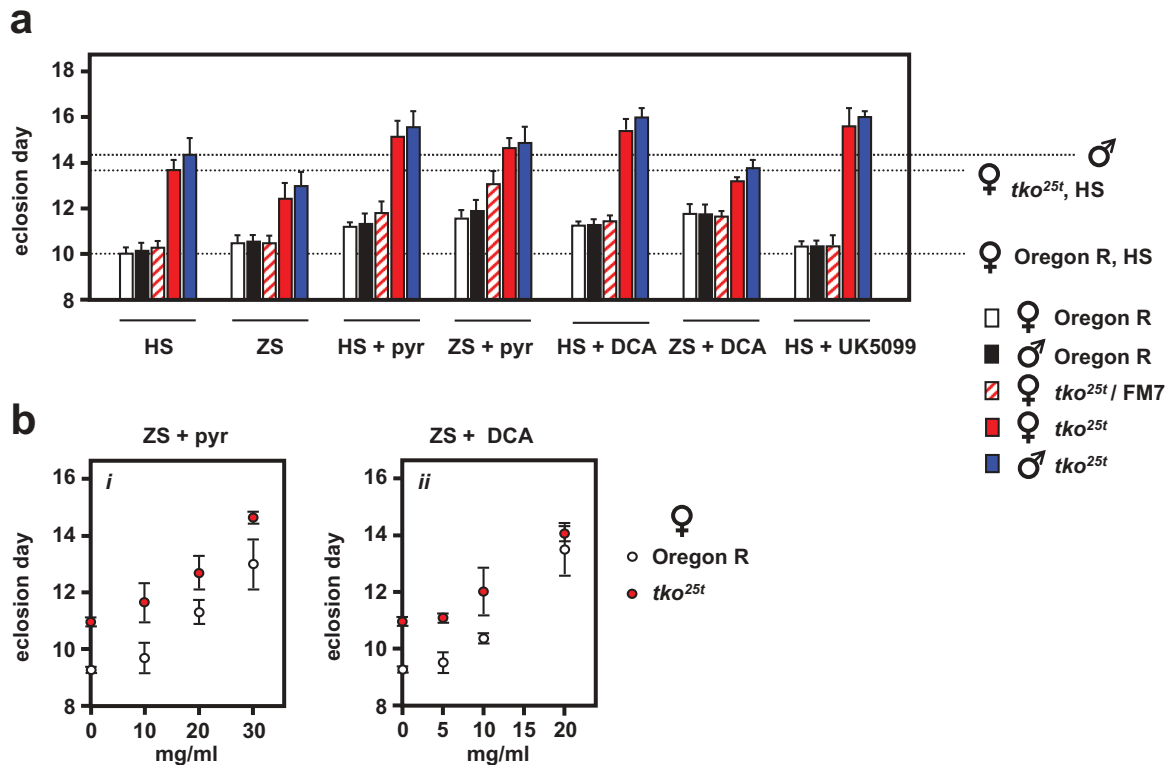 a
18
16
14
12
10
8
eclosion day
HS
ZS
HS + pyr
ZS + pyr
HS + DCA
ZS + DCA
HS + UK5099
♂
♀ tko25t, HS
♀ Oregon R, HS
♀ Oregon R
♂ Oregon R
♀ tko25t / FM7
♀ tko25t
♂ tko25t
b
ZS + pyr
i
16
14
12
10
8
eclosion day
0 10 20 30
mg/ml
ZS + DCA
ii
16
14
12
10
8
eclosion day
0 5 10 15 20
mg/ml
♀
Oregon R
tko25t